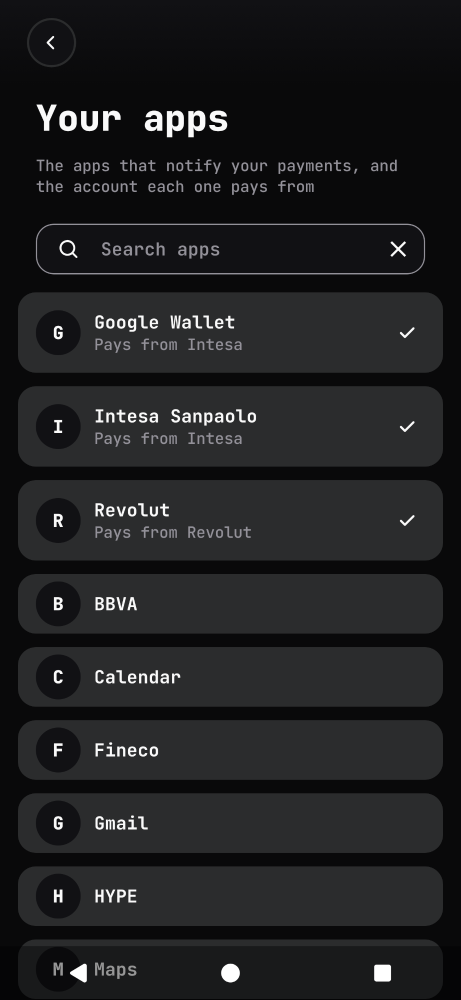 Your apps
The apps that notify your payments, and
the account each one pays from
Search apps
G
Google Wallet
Pays from Intesa
I
Intesa Sanpaolo
Pays from Intesa
R
Revolut
Pays from Revolut
B
BBVA
C
Calendar
F
Fineco
G
Gmail
H
HYPE
M
Maps